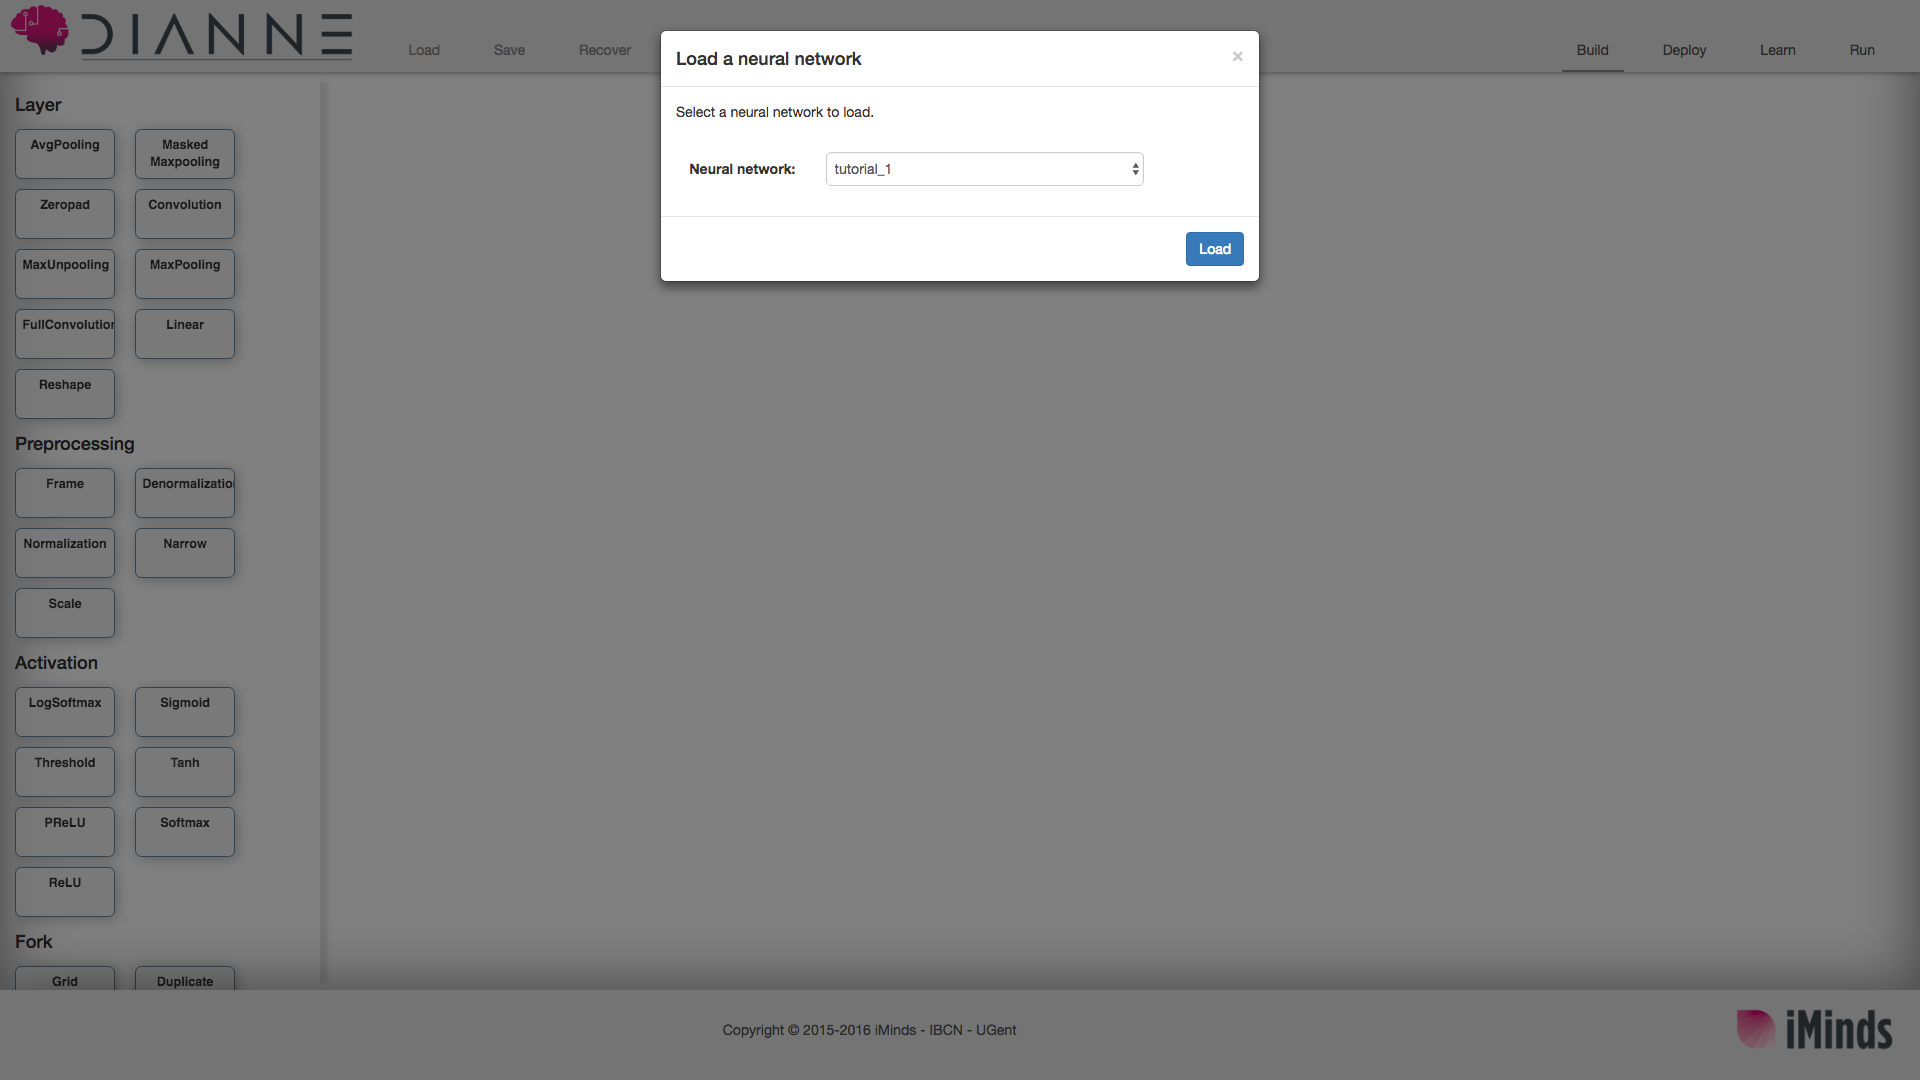 DIANNE
Load Save Recover
Build Deploy Learn Run
Load a neural network ×
Select a neural network to load.
Neural network: tutorial_1
Load
Layer
AvgPooling
Masked
Maxpooling
Zeropad
Convolution
MaxUnpooling
MaxPooling
FullConvolution
Linear
Reshape
Preprocessing
Frame
Denormalizatio
Normalization
Narrow
Scale
Activation
LogSoftmax
Sigmoid
Threshold
Tanh
PReLU
Softmax
ReLU
Fork
Grid
Duplicate
Copyright © 2015-2016 iMinds - IBCN - UGent
iMinds